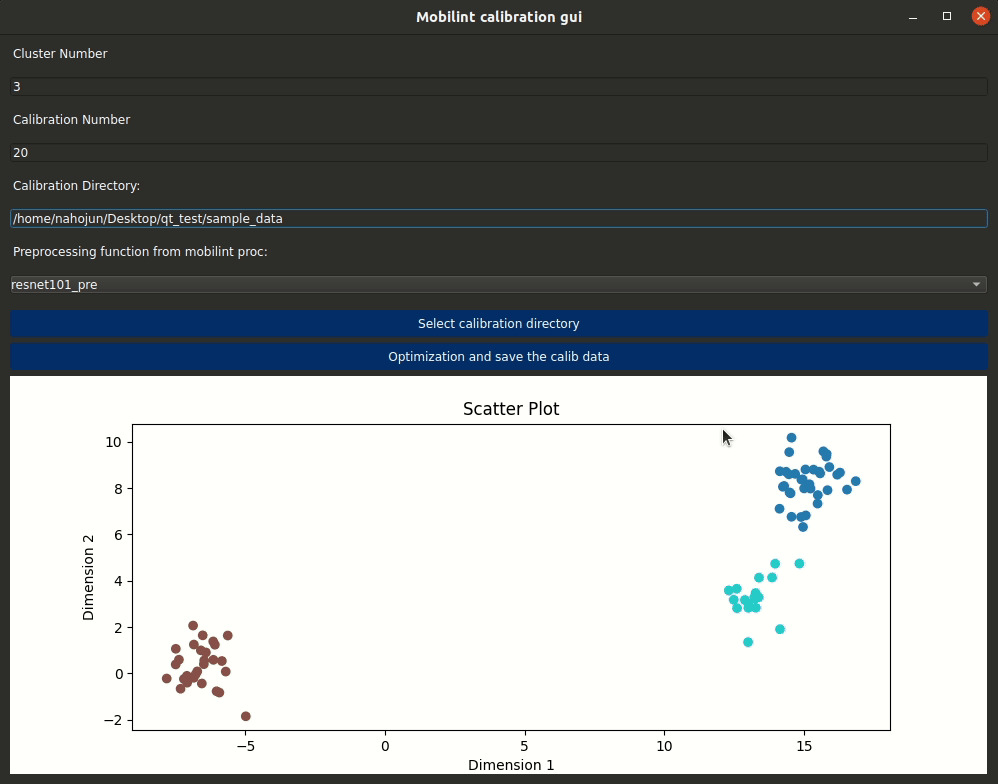 Mobilint calibration gui
Cluster Number
3
Calibration Number
20
Calibration Directory:
/home/nahojun/Desktop/qt_test/sample_data
Preprocessing function from mobilint proc:
resnet101_pre
Select calibration directory
Optimization and save the calib data
Scatter Plot
10
8
6
4
2
0
−2
Dimension 2
−5 0 5 10 15
Dimension 1